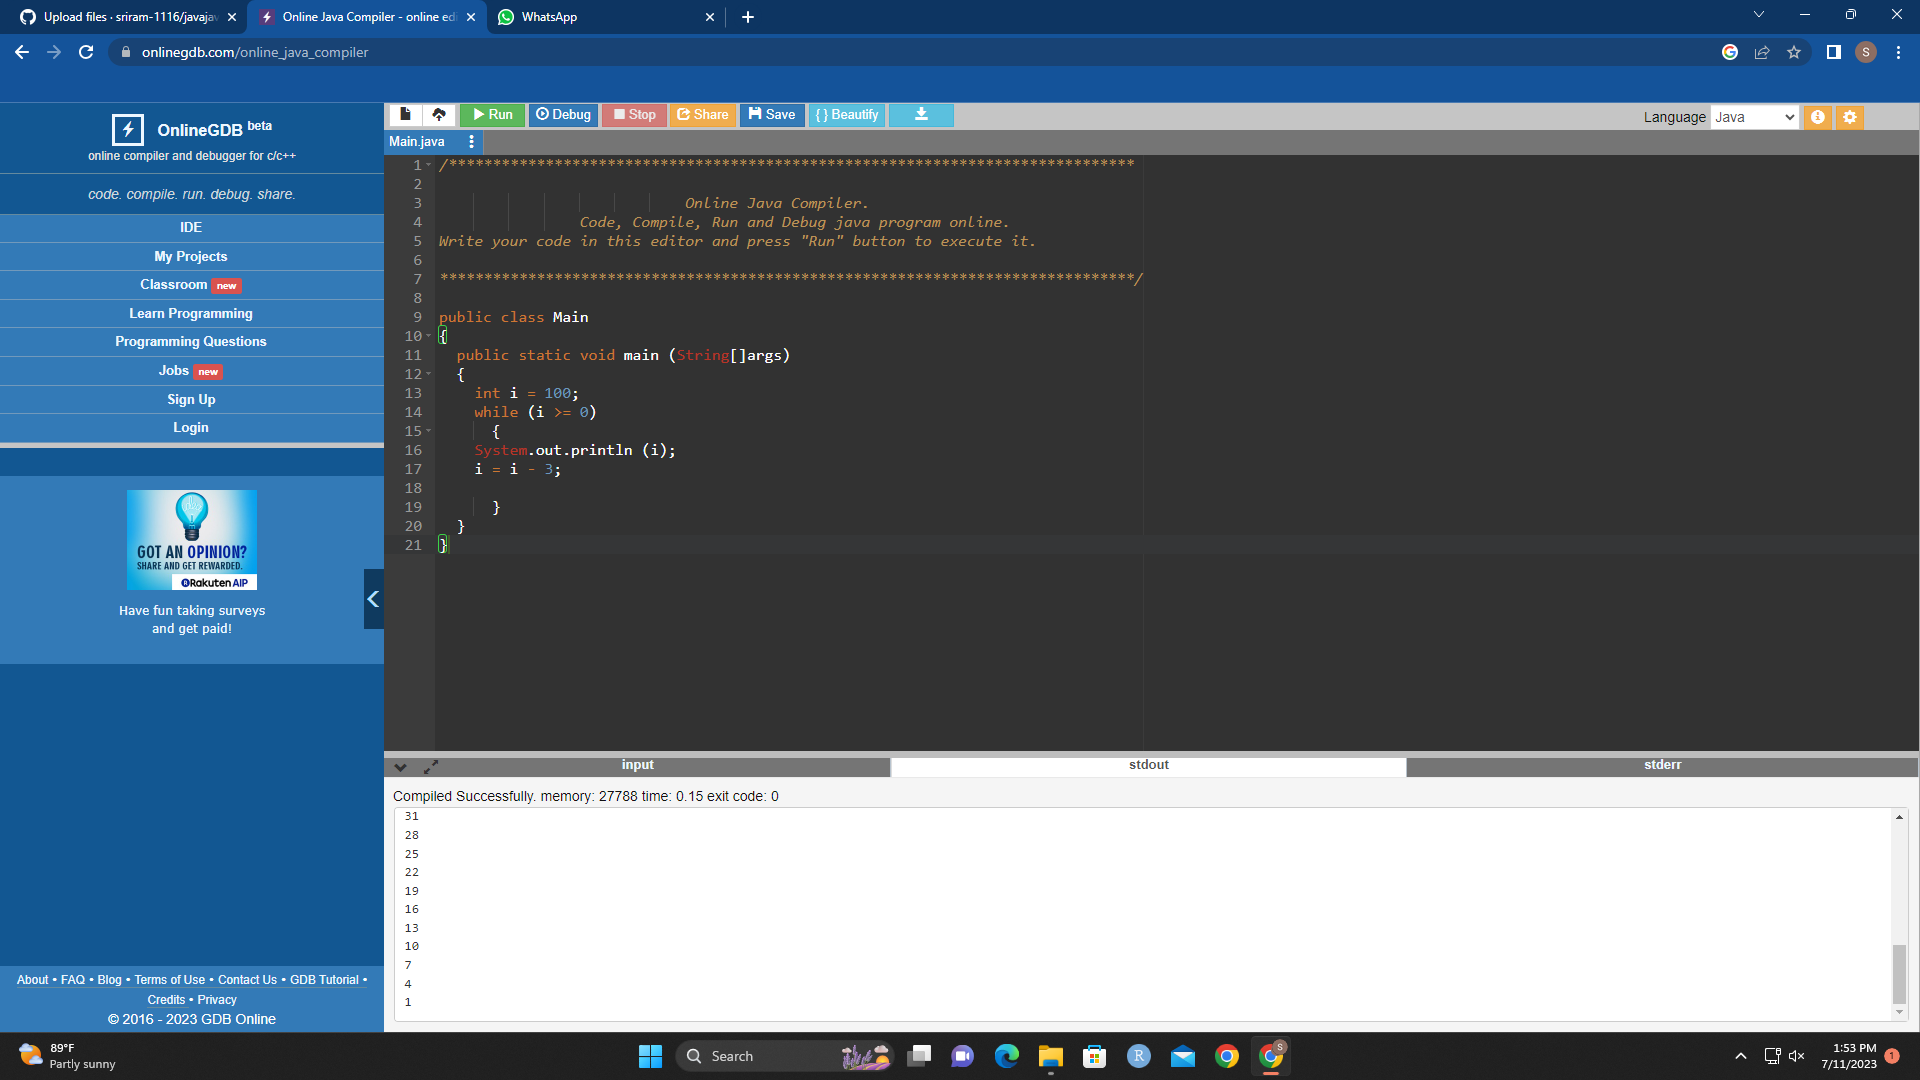 Upload files · sriram-1116/javajav
Online Java Compiler - online edi
WhatsApp
onlinegdb.com/online_java_compiler
S
OnlineGDB beta
online compiler and debugger for c/c++
code. compile. run. debug. share.
IDE
My Projects
Classroom new
Learn Programming
Programming Questions
Jobs new
Sign Up
Login
GOT AN OPINION?
SHARE AND GET REWARDED.
Rakuten AIP
Have fun taking surveys
and get paid!
About • FAQ • Blog • Terms of Use • Contact Us • GDB Tutorial •
Credits • Privacy
© 2016 - 2023 GDB Online
Run Debug Stop Share Save { } Beautify
Language Java
Main.java
1 /******************************************************************************
2
3 Online Java Compiler.
4 Code, Compile, Run and Debug java program online.
5 Write your code in this editor and press "Run" button to execute it.
6
7 *******************************************************************************/
8
9 public class Main
10 {
11 public static void main (String[]args)
12 {
13 int i = 100;
14 while (i >= 0)
15 {
16 System.out.println (i);
17 i = i - 3;
18
19 }
20 }
21 }
input stdout stderr
Compiled Successfully. memory: 27788 time: 0.15 exit code: 0
31
28
25
22
19
16
13
10
7
4
1
89°F
Partly sunny
Search
R
S
1:53 PM
7/11/2023
1